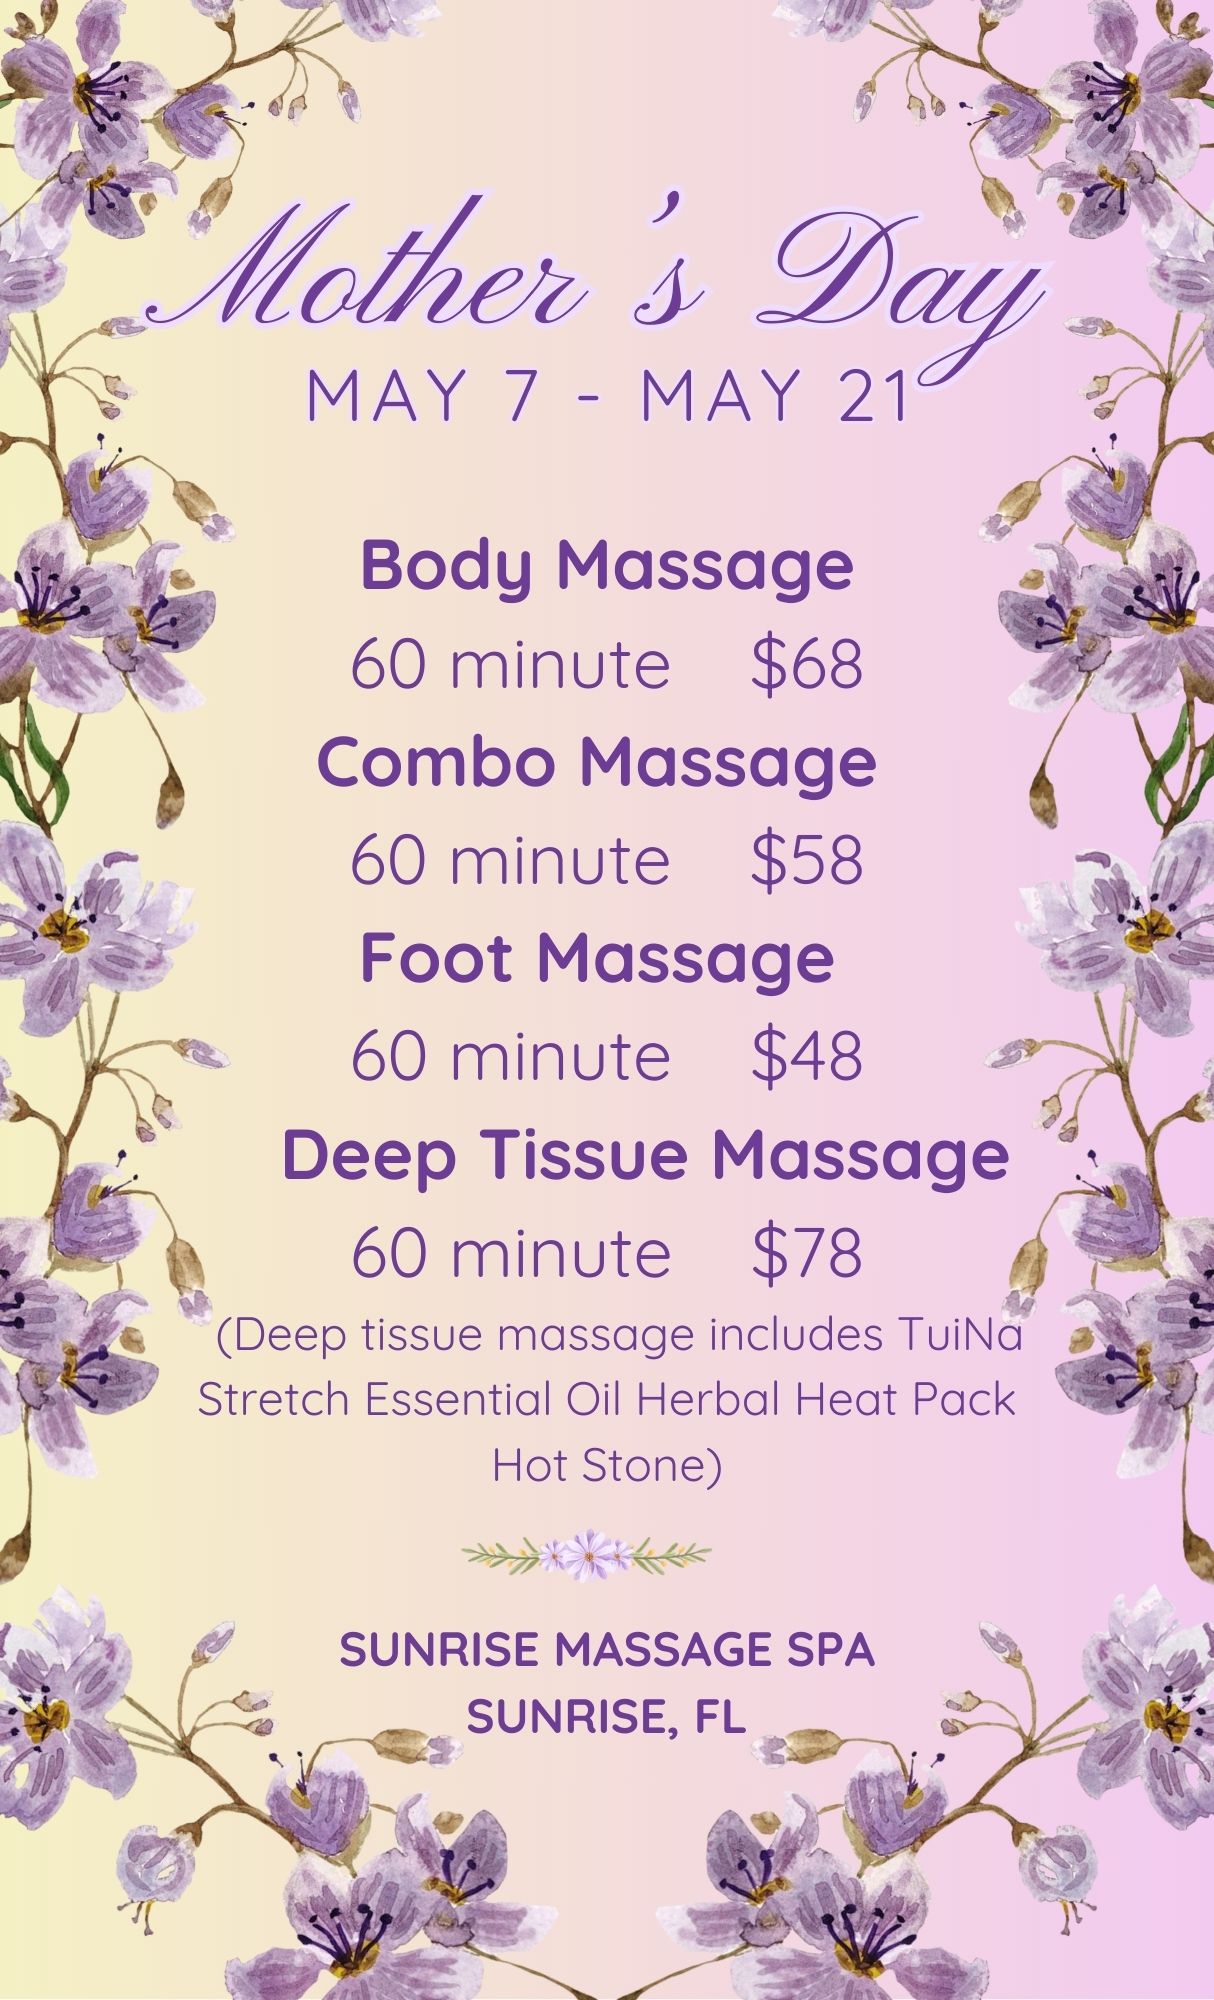 Mother's Day
MAY 7 - MAY 21
Body Massage
60 minute $68
Combo Massage
60 minute $58
Foot Massage
60 minute $48
Deep Tissue Massage
60 minute $78
(Deep tissue massage includes TuiNa
Stretch Essential Oil Herbal Heat Pack
Hot Stone)
SUNRISE MASSAGE SPA
SUNRISE, FL